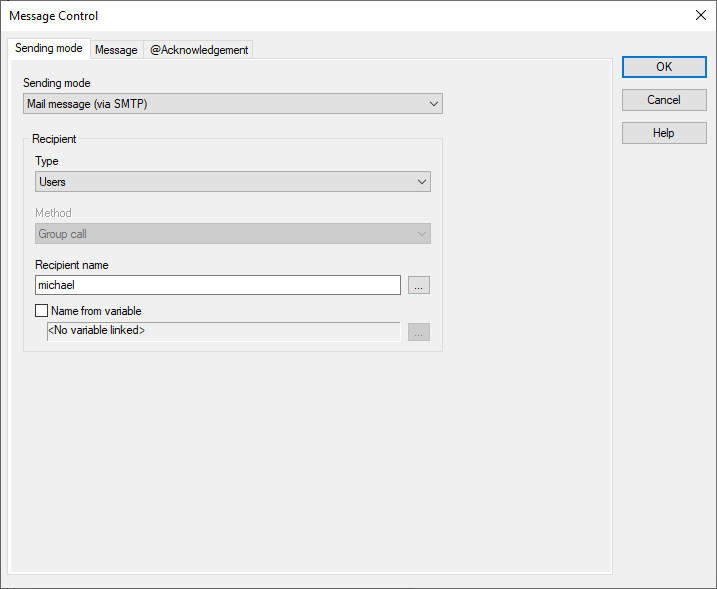 Message Control
Sending mode
Message
@Acknowledgement
OK
Cancel
Help
Sending mode
Mail message (via SMTP)
Recipient
Type
Users
Method
Group call
Recipient name
michael
...
Name from variable
<No variable linked>
...